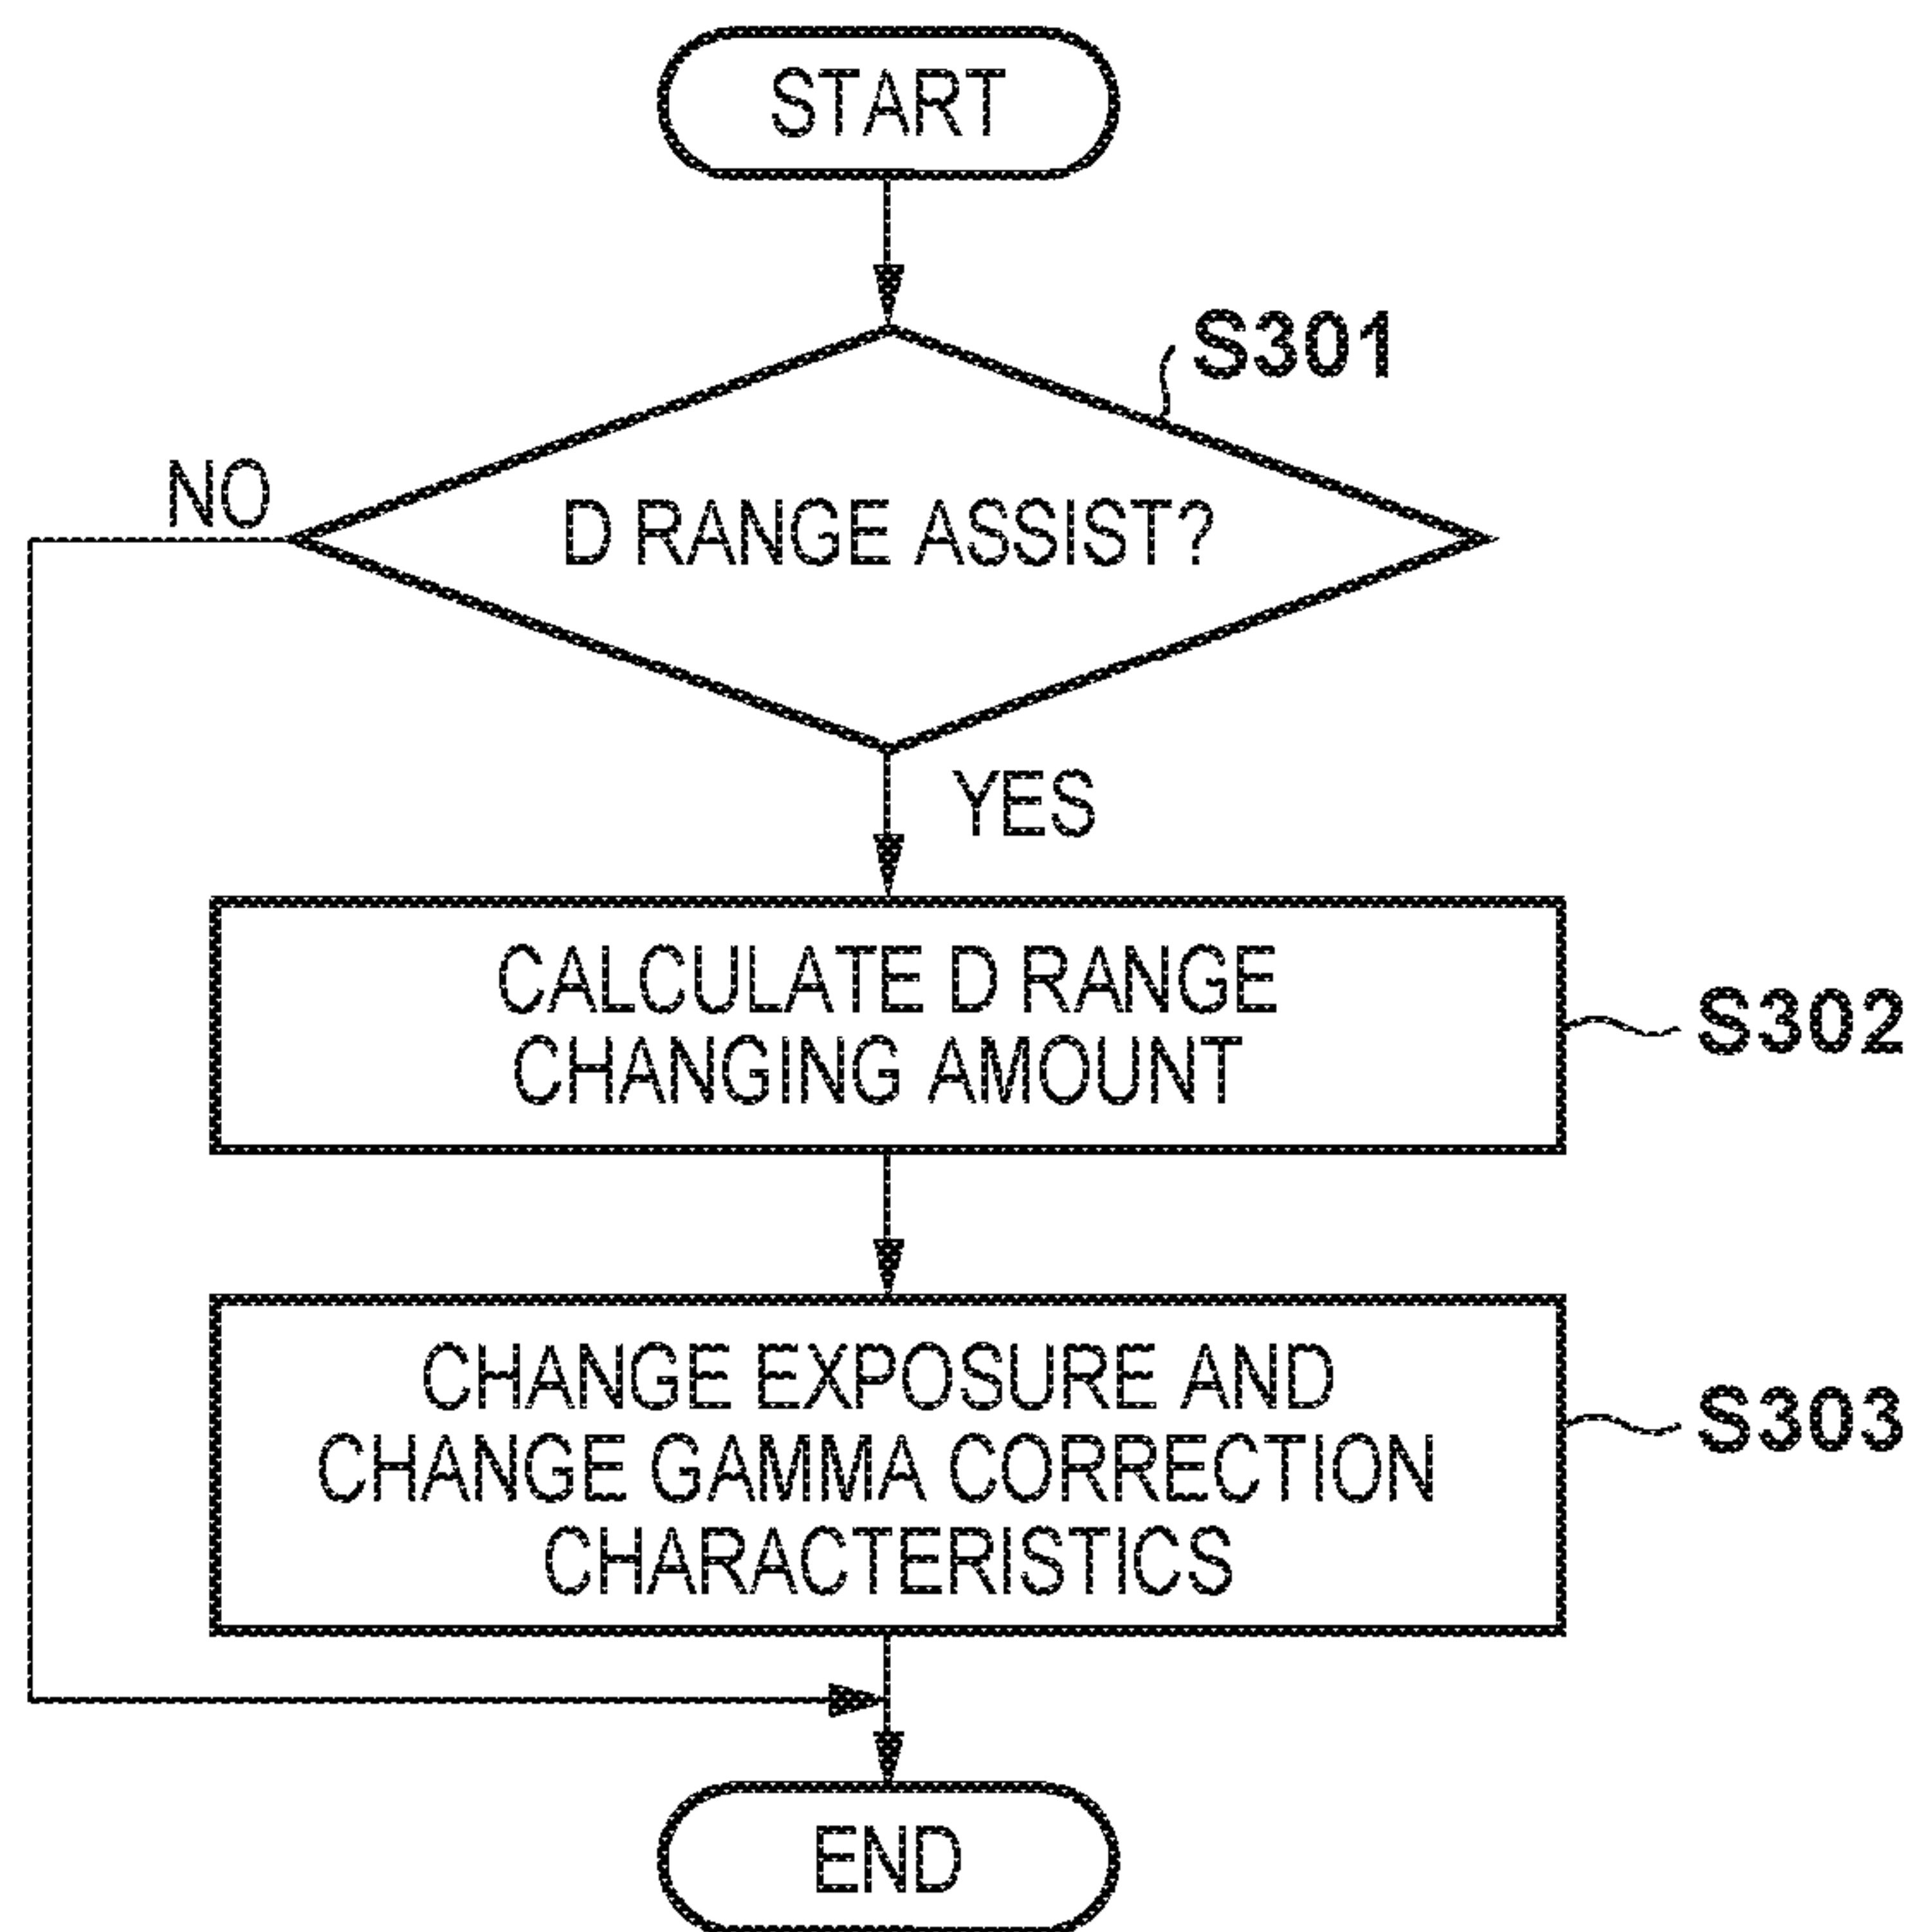 START
S301
NO
D RANGE ASSIST?
YES
CALCULATE D RANGE
CHANGING AMOUNT
S302
CHANGE EXPOSURE AND
CHANGE GAMMA CORRECTION
CHARACTERISTICS
S303
END